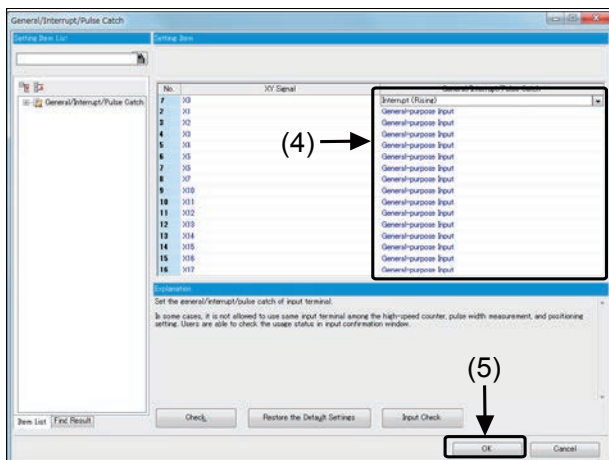 General/Interrupt/Pulse Catch
Setting Item List
Setting Item
General/Interrupt/Pulse Catch
No. XY Signal General/Interrupt/Pulse Catch
1 X0 Interrupt (Rising)
2 X1 General-purpose Input
3 X2 General-purpose Input
4 X3 General-purpose Input
5 X4 General-purpose Input
6 X5 General-purpose Input
7 X6 General-purpose Input
8 X7 General-purpose Input
9 X10 General-purpose Input
10 X11 General-purpose Input
11 X12 General-purpose Input
12 X13 General-purpose Input
13 X14 General-purpose Input
14 X15 General-purpose Input
15 X16 General-purpose Input
16 X17 General-purpose Input
(4)
Explanation
Set the general/interrupt/pulse catch of input terminal.
In some cases, it is not allowed to use same input terminal among the high-speed counter, pulse width measurement, and positioning
setting. Users are able to check the usage status in input confirmation window.
(5)
Item List Find Result
Check Restore the Default Settings Input Check
OK Cancel